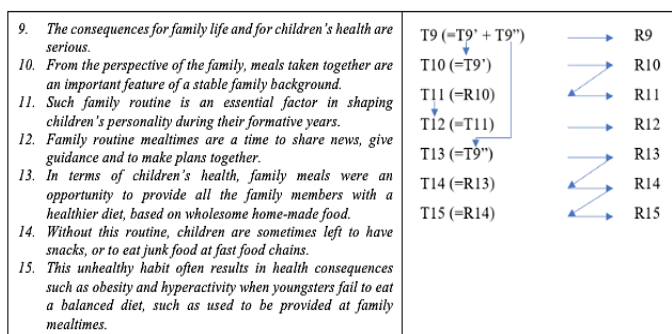 9. The consequences for family life and for children's health are
serious.
10. From the perspective of the family, meals taken together are
an important feature of a stable family background.
11. Such family routine is an essential factor in shaping
children's personality during their formative years.
12. Family routine mealtimes are a time to share news, give
guidance and to make plans together.
13. In terms of children's health, family meals were an
opportunity to provide all the family members with a
healthier diet, based on wholesome home-made food.
14. Without this routine, children are sometimes left to have
snacks, or to eat junk food at fast food chains.
15. This unhealthy habit often results in health consequences
such as obesity and hyperactivity when youngsters fail to eat
a balanced diet, such as used to be provided at family
mealtimes.
T9 (=T9' + T9") R9
T10 (=T9') R10
T11 (=R10) R11
T12 (=T11) R12
T13 (=T9") R13
T14 (=R13) R14
T15 (=R14) R15